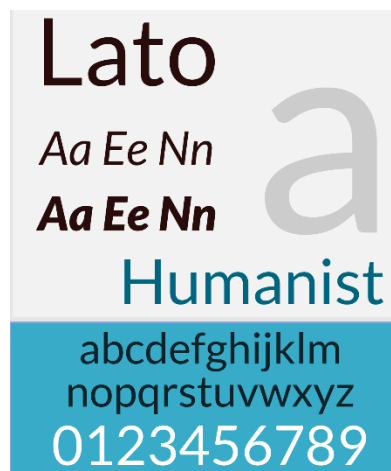 Lato
a
Aa Ee Nn
Aa Ee Nn
Humanist
abcdefghijklm
nopqrstuvwxyz
0123456789